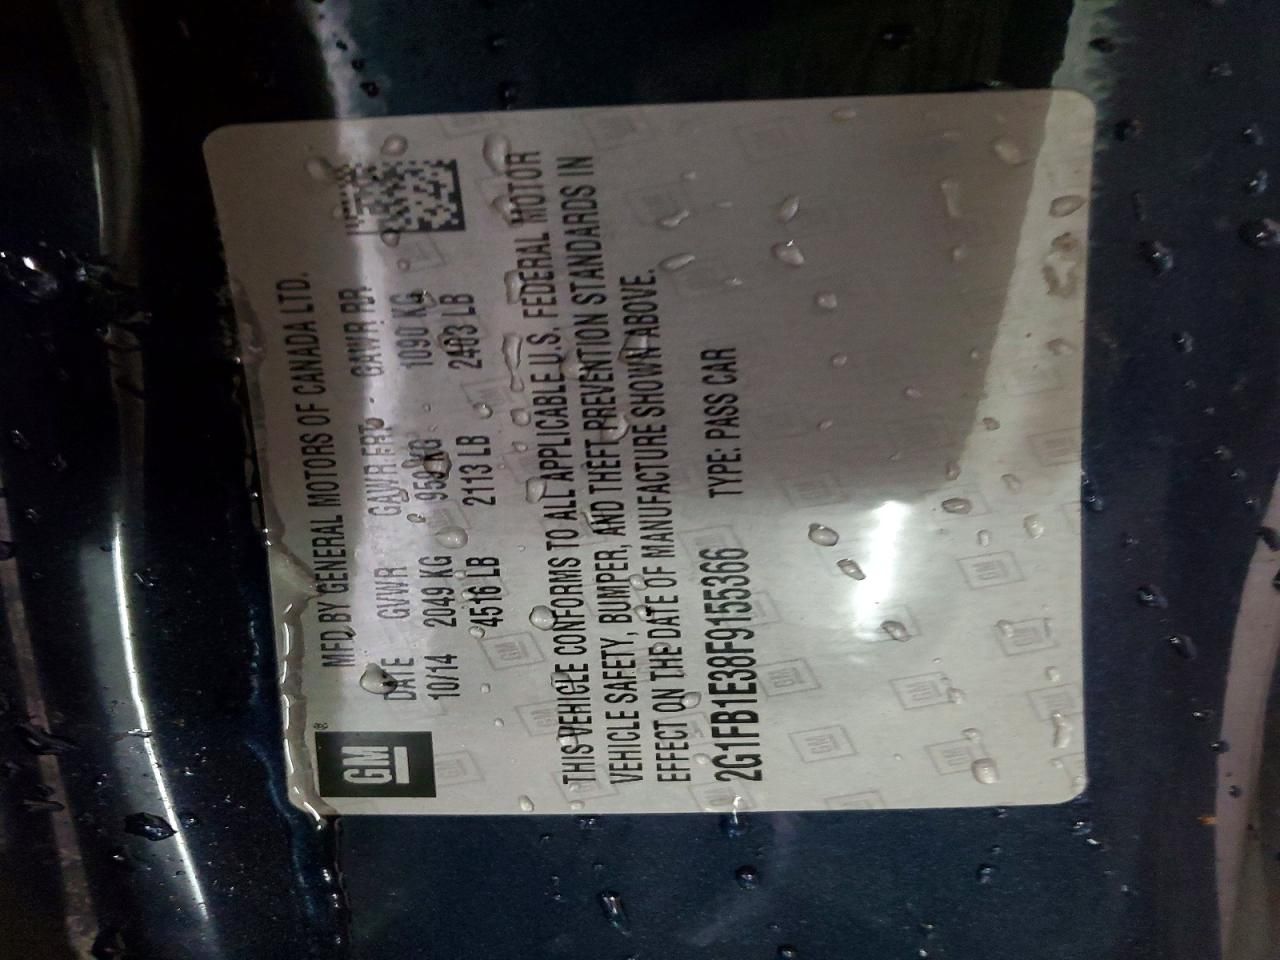 GM®
MFD BY GENERAL MOTORS OF CANADA LTD.
DATE GVWR GAWR FRT GAWR RR
10/14 2049 KG 959 KG 1090 KG
4516 LB 2113 LB 2403 LB
THIS VEHICLE CONFORMS TO ALL APPLICABLE U.S. FEDERAL MOTOR
VEHICLE SAFETY, BUMPER, AND THEFT PREVENTION STANDARDS IN
EFFECT ON THE DATE OF MANUFACTURE SHOWN ABOVE.
2G1FB1E38F9155366 TYPE: PASS CAR